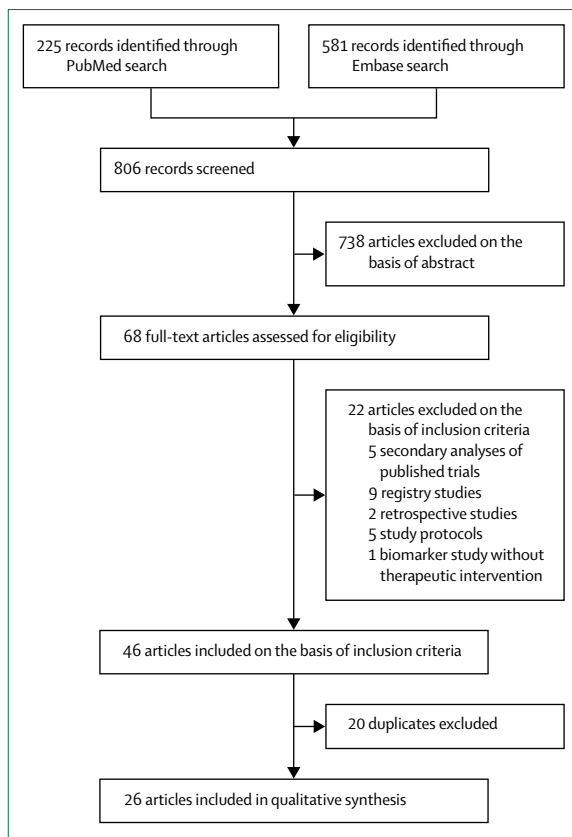 225 records identified through
PubMed search
581 records identified through
Embase search
806 records screened
738 articles excluded on the
basis of abstract
68 full-text articles assessed for eligibility
22 articles excluded on the
basis of inclusion criteria
5 secondary analyses of
published trials
9 registry studies
2 retrospective studies
5 study protocols
1 biomarker study without
therapeutic intervention
46 articles included on the basis of inclusion criteria
20 duplicates excluded
26 articles included in qualitative synthesis